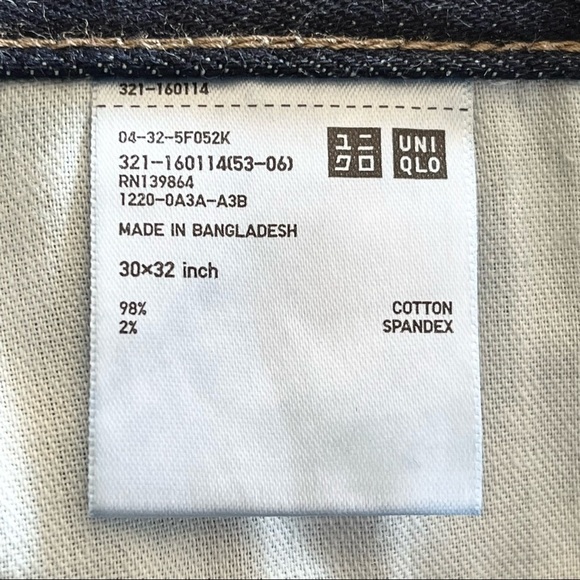 321-160114
04-32-5F052K
321-160114(53-06)
RN139864
1220-0A3A-A3B
MADE IN BANGLADESH
30×32 inch
98% COTTON
2% SPANDEX
ユニ
クロ
UNI
QLO